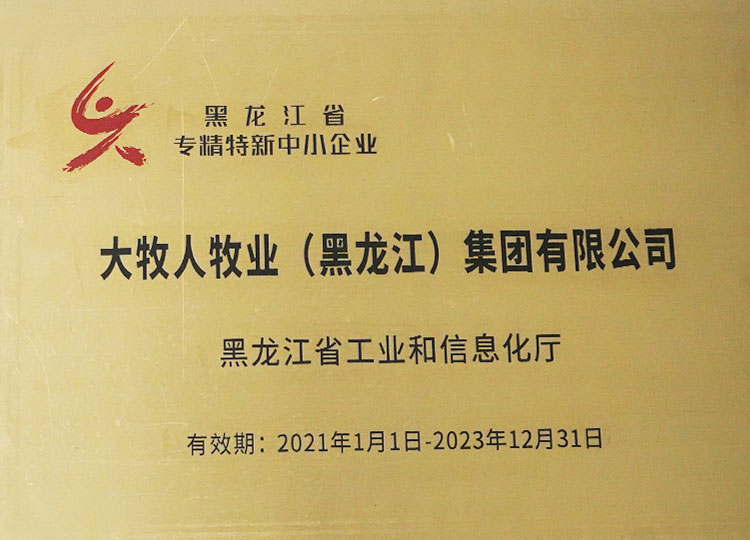 黑龙江省
专精特新中小企业
大牧人牧业（黑龙江）集团有限公司
黑龙江省工业和信息化厅
有效期：2021年1月1日-2023年12月31日